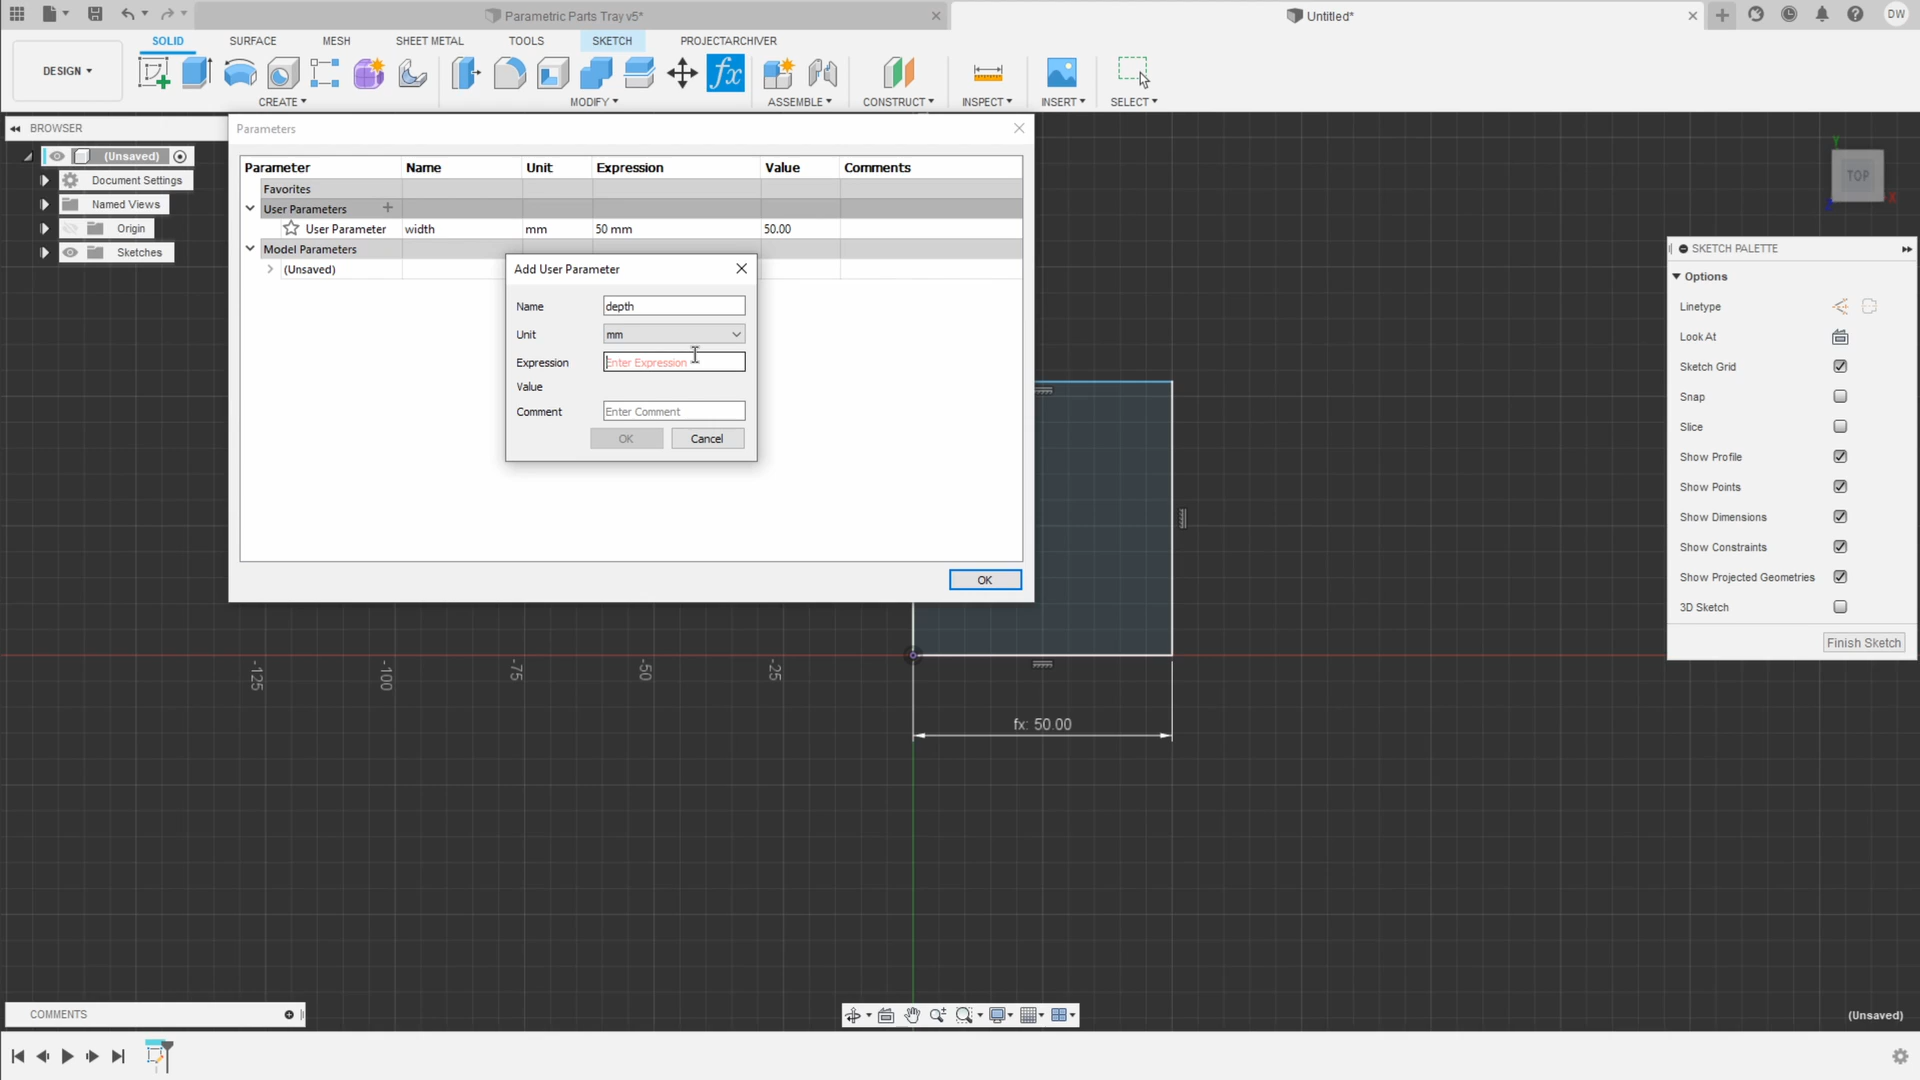 Parametric Parts Tray v5*
Untitled*
DW
DESIGN
SOLID
SURFACE
MESH
SHEET METAL
TOOLS
SKETCH
PROJECTARCHIVER
fx
CREATE
MODIFY
ASSEMBLE
CONSTRUCT
INSPECT
INSERT
SELECT
BROWSER
(Unsaved)
Document Settings
Named Views
Origin
Sketches
Parameters
Parameter Name Unit Expression Value Comments
Favorites
User Parameters
User Parameter width mm 50 mm 50.00
Model Parameters
(Unsaved)
Add User Parameter
Name depth
Unit mm
Expression Enter Expression
Value
Comment Enter Comment
OK Cancel
OK
TOP
Y
X
Z
SKETCH PALETTE
Options
Linetype
Look At
Sketch Grid
Snap
Slice
Show Profile
Show Points
Show Dimensions
Show Constraints
Show Projected Geometries
3D Sketch
Finish Sketch
-125
-100
-75
-50
-25
fx: 50.00
COMMENTS
(Unsaved)